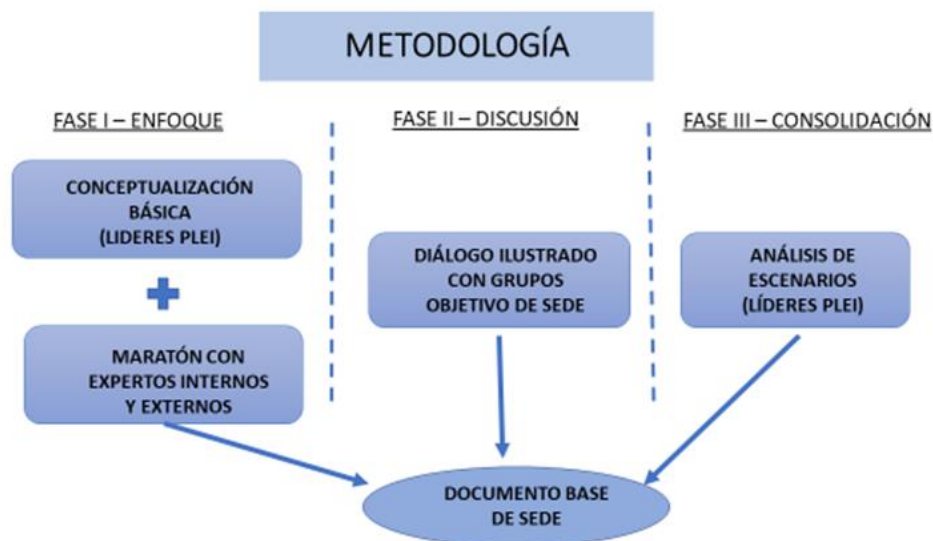 METODOLOGÍA
FASE I – ENFOQUE
CONCEPTUALIZACIÓN
BÁSICA
(LIDERES PLEI)
MARATÓN CON
EXPERTOS INTERNOS
Y EXTERNOS
FASE II – DISCUSIÓN
DIÁLOGO ILUSTRADO
CON GRUPOS
OBJETIVO DE SEDE
FASE III – CONSOLIDACIÓN
ANÁLISIS DE
ESCENARIOS
(LÍDERES PLEI)
DOCUMENTO BASE
DE SEDE